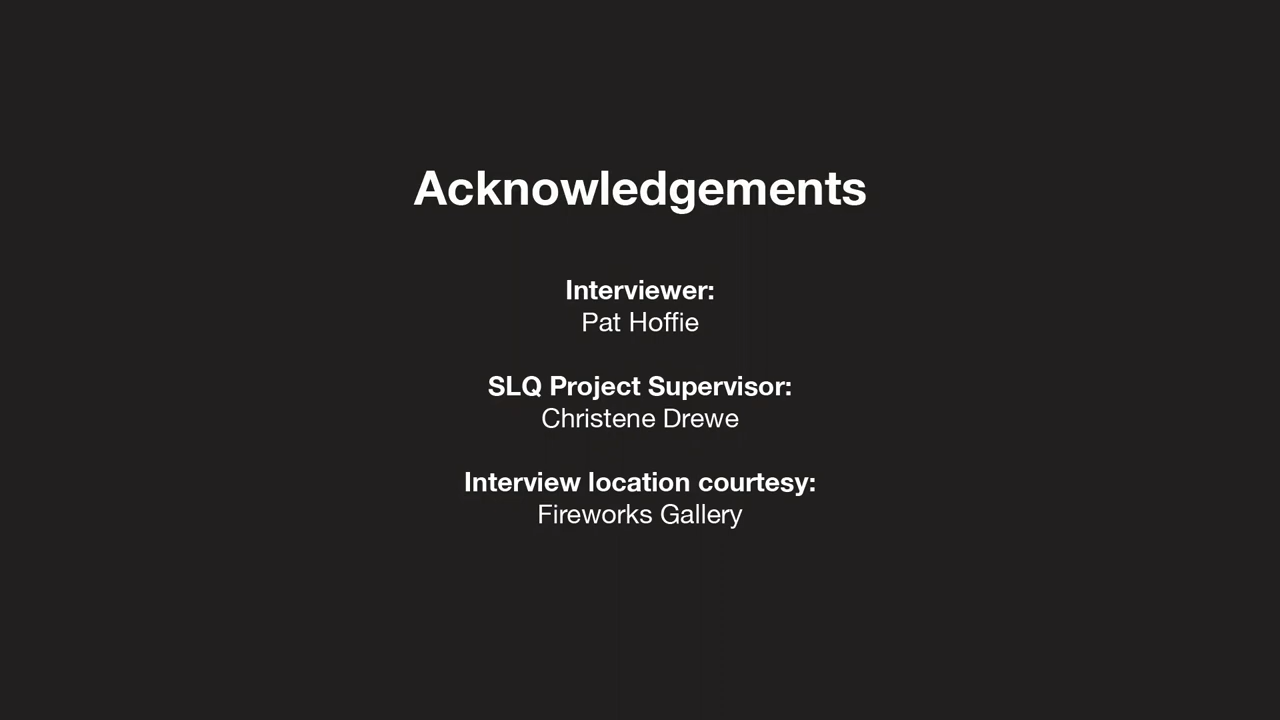 Acknowledgements
Interviewer:
Pat Hoffie
SLQ Project Supervisor:
Christene Drewe
Interview location courtesy:
Fireworks Gallery